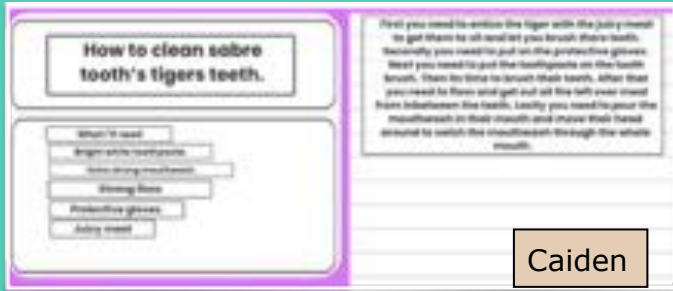 How to clean sabre
tooth's tigers teeth.
What i'll need
Bright white toothpaste.
Extra strong mouthwash.
Strong floss
Protective gloves
Juicy meat
First you need to entice the tiger with the juicy meat
to get them to sit and let you brush there teeth.
Secondly you need to put on the protective gloves.
Next you need to put the toothpaste on the tooth
brush. Then its time to brush their teeth. After that
you need to floss and get out all the left over meat
from inbetween the teeth. Lastly you need to pour the
mouthwash in their mouth and move their head
around to swish the mouthwash through the whole
mouth.
Caiden